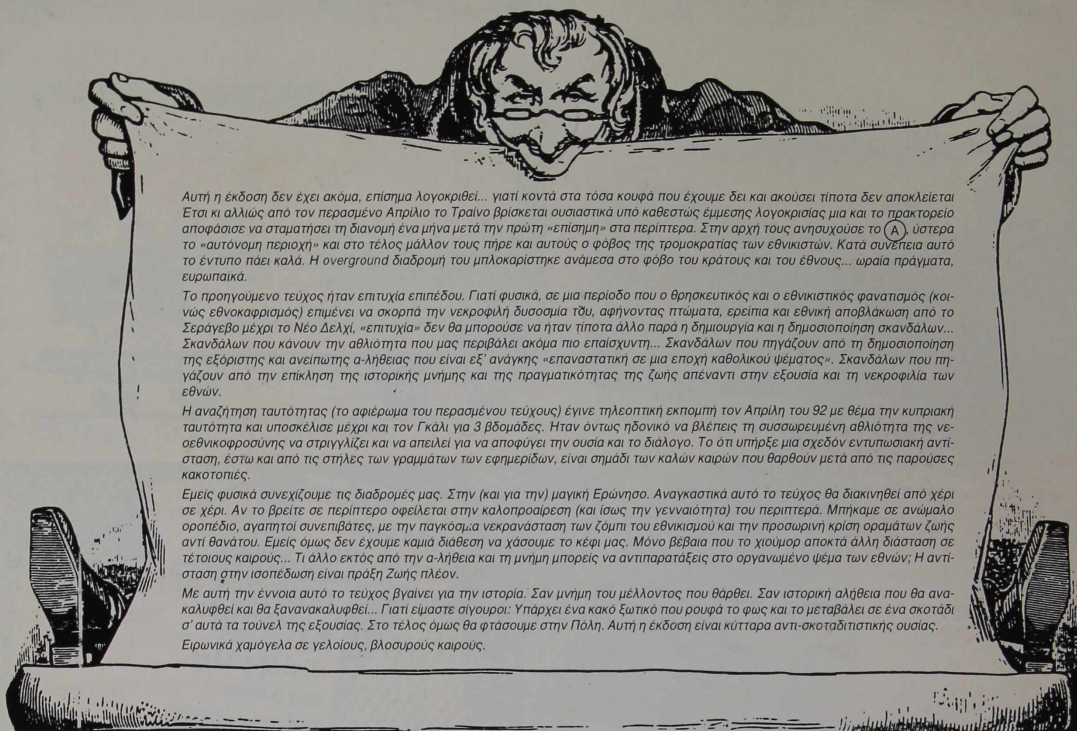 Αυτή η έκδοση δεν έχει ακόμα, επίσημα λογοκριθεί... γιατί κοντά στα τόσα κουφά που έχουμε δει και ακούσει τίποτα δεν αποκλείεται
Ετσι κι αλλιώς από τον περασμένο Απρίλιο το Τραίνο βρίσκεται ουσιαστικά υπό καθεστώς έμμεσης λογοκρισίας μια και το πρακτορείο
αποφάσισε να σταματήσει τη διανομή ένα μήνα μετά την πρώτη «επίσημη» στα περίπτερα. Στην αρχή τους ανησυχούσε το Α, ύστερα
το «αυτόνομη περιοχή» και στο τέλος μάλλον τους πήρε και αυτούς ο φόβος της τρομοκρατίας των εθνικιστών. Κατά συνέπεια αυτό
το έντυπο πάει καλά. Η overground διαδρομή του μπλοκαρίστηκε ανάμεσα στο φόβο του κράτους και του έθνους... ωραία πράγματα,
ευρωπαικά.
Το προηγούμενο τεύχος ήταν επιτυχία επιπέδου. Γιατί φυσικά, σε μια περίοδο που ο θρησκευτικός και ο εθνικιστικός φανατισμός (κοι-
νώς εθνοκαφρισμός) επιμένει να σκορπά την νεκροφιλή δυσοσμία του, αφήνοντας πτώματα, ερείπια και εθνική αποβλάκωση από το
Σεράγεβο μέχρι το Νέο Δελχί, «επιτυχία» δεν θα μπορούσε να ήταν τίποτα άλλο παρά η δημιουργία και η δημοσιοποίηση σκανδάλων...
Σκανδάλων που κάνουν την αθλιότητα που μας περιβάλει ακόμα πιο επαίσχυντη... Σκανδάλων που πηγάζουν από τη δημοσιοποίηση
της εξόριστης και ανείπωτης α-λήθειας που είναι εξ' ανάγκης «επαναστατική σε μια εποχή καθολικού ψέματος». Σκανδάλων που πη-
γάζουν από την επίκληση της ιστορικής μνήμης και της πραγματικότητας της ζωής απέναντι στην εξουσια και τη νεκροφιλία των
εθνών.
Η αναζήτηση ταυτότητας (το αφιέρωμα του περασμένου τεύχους) έγινε τηλεοπτική εκπομπή τον Απρίλη του 92 με θέμα την κυπριακή
ταυτότητα και υποσκέλισε μέχρι και τον Γκάλι για 3 βδομάδες. Ηταν όντως ηδονικό να βλέπεις τη συσσωρευμένη αθλιότητα της νε-
οεθνικοφροσύνης να στριγγλίζει και να απειλεί για να αποφύγει την ουσία και το διάλογο. Το ότι υπήρξε μια σχεδόν εντυπωσιακή αντί-
σταση, έστω και από τις στήλες των γραμμάτων των εφημερίδων, είναι σημάδι των καλών καιρών που θαρθούν μετά από τις παρούσες
κακοτοπιές.
Εμείς φυσικά συνεχίζουμε τις διαδρομές μας. Στην (και για την) μαγική Ερώνησο. Αναγκαστικά αυτό το τεύχος θα διακινηθεί από χέρι
σε χέρι. Αν το βρείτε σε περίπτερο οφείλεται στην καλοπροαίρεση (και ίσως την γενναιότητα) του περιπτερά. Μπήκαμε σε ανώμαλο
οροπέδιο, αγαπητοί συνεπιβάτες, με την παγκόσμια νεκρανάσταση των ζόμπι του εθνικισμού και την προσωρινή κρίση οραμάτων ζωής
αντί θανάτου. Εμείς όμως δεν έχουμε καμιά διάθεση να χάσουμε το κέφι μας. Μόνο βέβαια που το χιούμορ αποκτά άλλη διάσταση σε
τέτοιους καιρούς... Τι άλλο εκτός από την α-λήθεια και τη μνήμη μπορείς να αντιπαρατάξεις στο οργανωμένο ψέμα των εθνών; Η αντί-
σταση στην ισοπέδωση είναι πράξη Ζωής πλέον.
Με αυτή την έννοια αυτό το τεύχος βγαίνει για την ιστορία. Σαν μνήμη του μέλλοντος που θάρθει. Σαν ιστορική αλήθεια που θα ανα-
καλυφθεί και θα ξανανακαλυφθεί... Γιατί είμαστε σίγουροι: Υπάρχει ένα κακό ξωτικό που ρουφά το φως και το μεταβάλει σε ένα σκοτάδι
σ' αυτά τα τούνελ της εξουσίας. Στο τέλος όμως θα φτάσουμε στην Πόλη. Αυτή η έκδοση είναι κύτταρα αντι-σκοταδιτιστικής ουσίας.
Ειρωνικά χαμόγελα σε γελοίους, βλοσυρούς καιρούς.